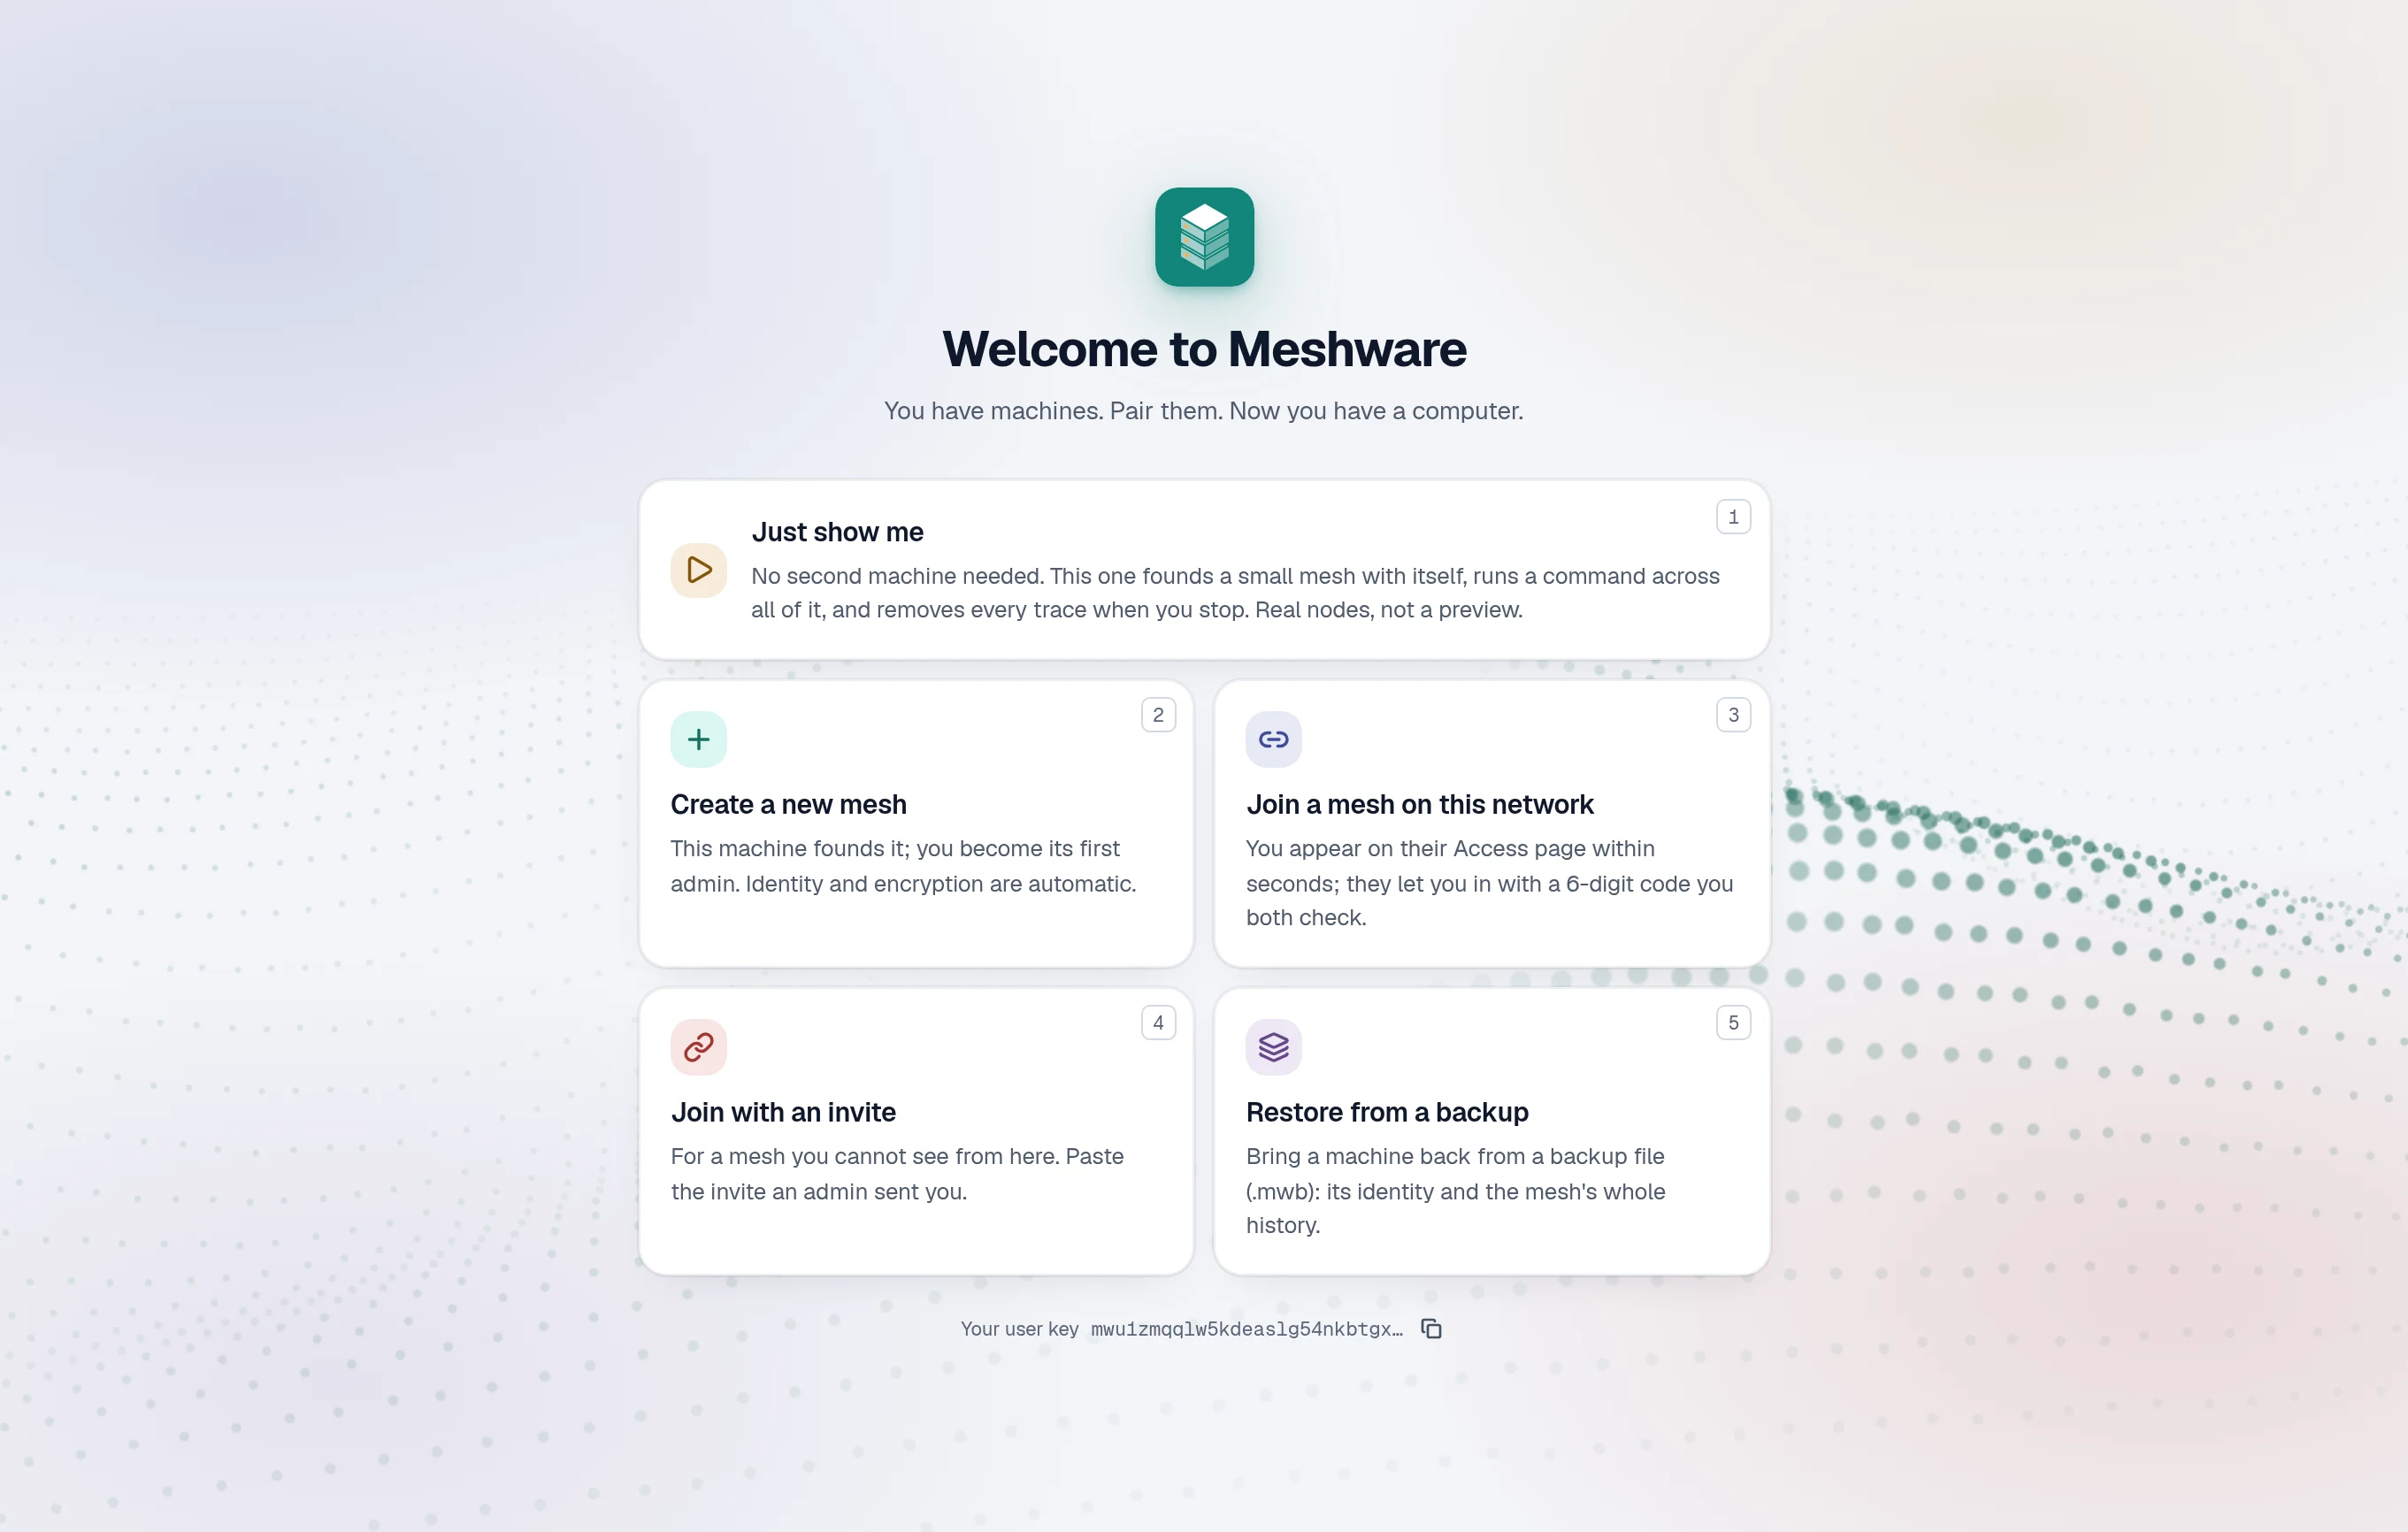 Welcome to Meshware
You have machines. Pair them. Now you have a computer.
1
Just show me
No second machine needed. This one founds a small mesh with itself, runs a command across
all of it, and removes every trace when you stop. Real nodes, not a preview.
2
Create a new mesh
This machine founds it; you become its first
admin. Identity and encryption are automatic.
3
Join a mesh on this network
You appear on their Access page within
seconds; they let you in with a 6-digit code you
both check.
4
Join with an invite
For a mesh you cannot see from here. Paste
the invite an admin sent you.
5
Restore from a backup
Bring a machine back from a backup file
(.mwb): its identity and the mesh's whole
history.
Your user key mwu1zmqqlw5kdeaslg54nkbtgx…